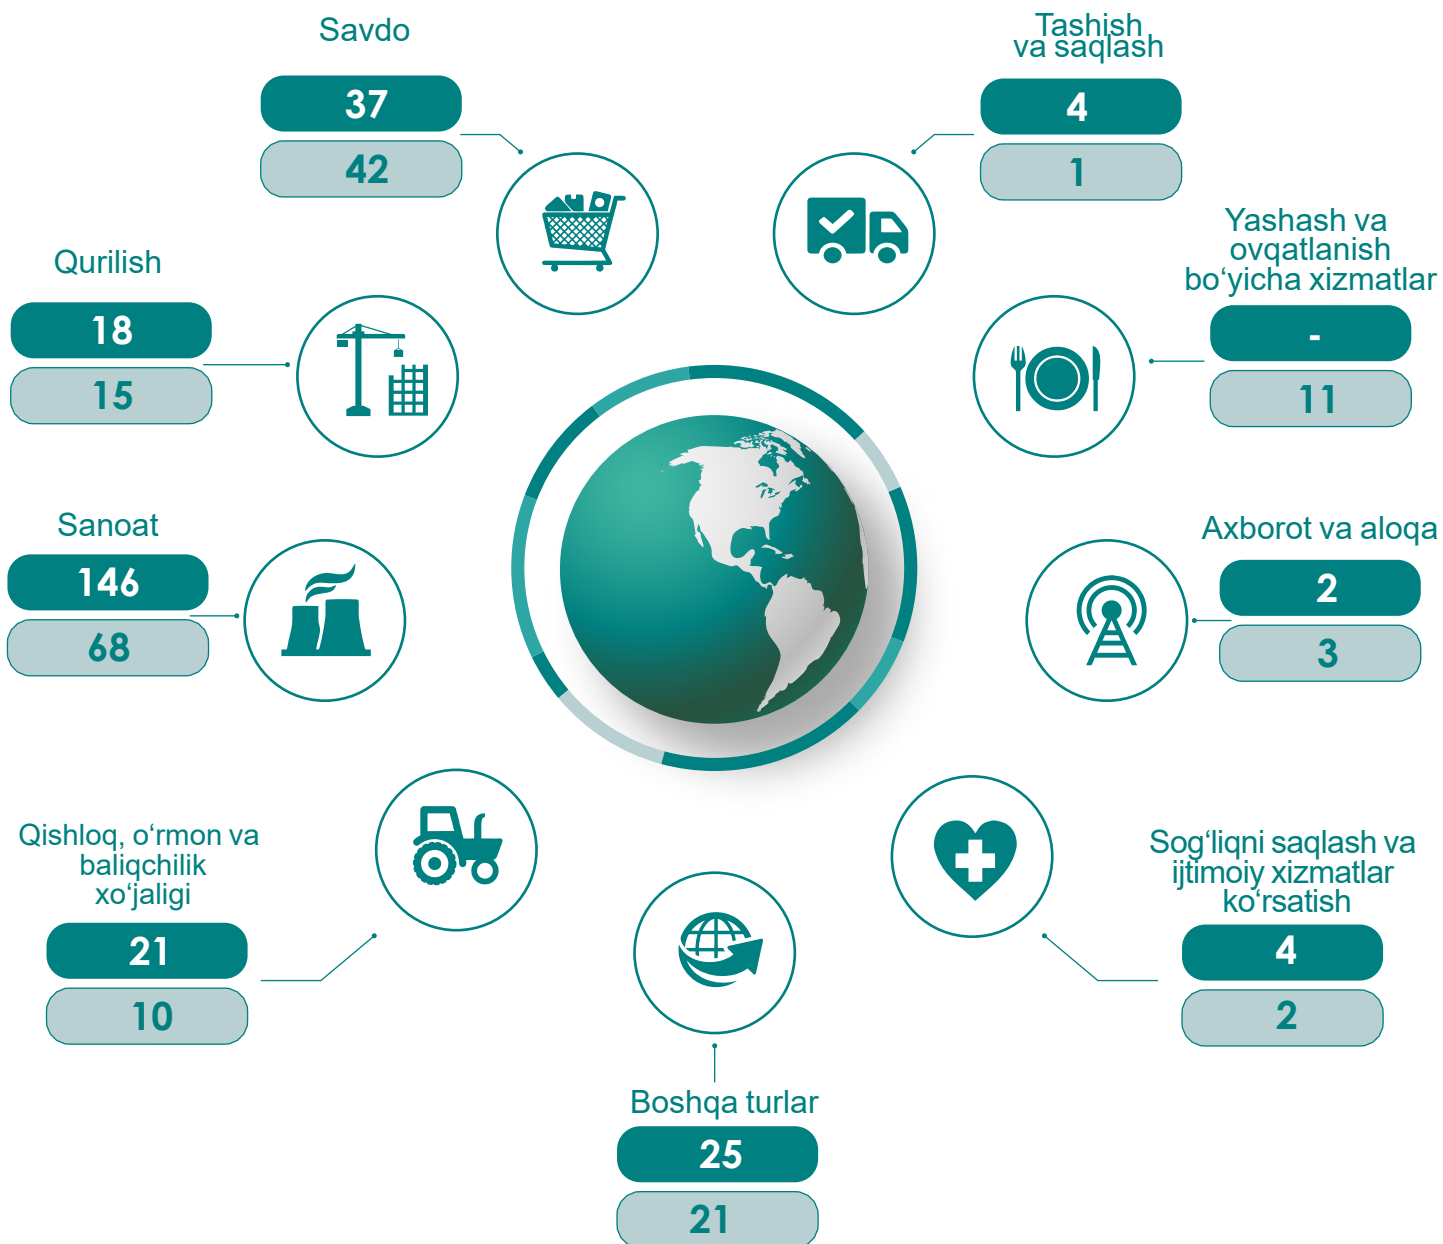 Savdo
37
42
Tashish
va saqlash
4
1
Qurilish
18
15
Yashash va
ovqatlanish
bo‘yicha xizmatlar
-
11
Sanoat
146
68
Axborot va aloqa
2
3
Qishloq, o‘rmon va
baliqchilik
xo‘jaligi
21
10
Sog‘liqni saqlash va
ijtimoiy xizmatlar
ko‘rsatish
4
2
Boshqa turlar
25
21